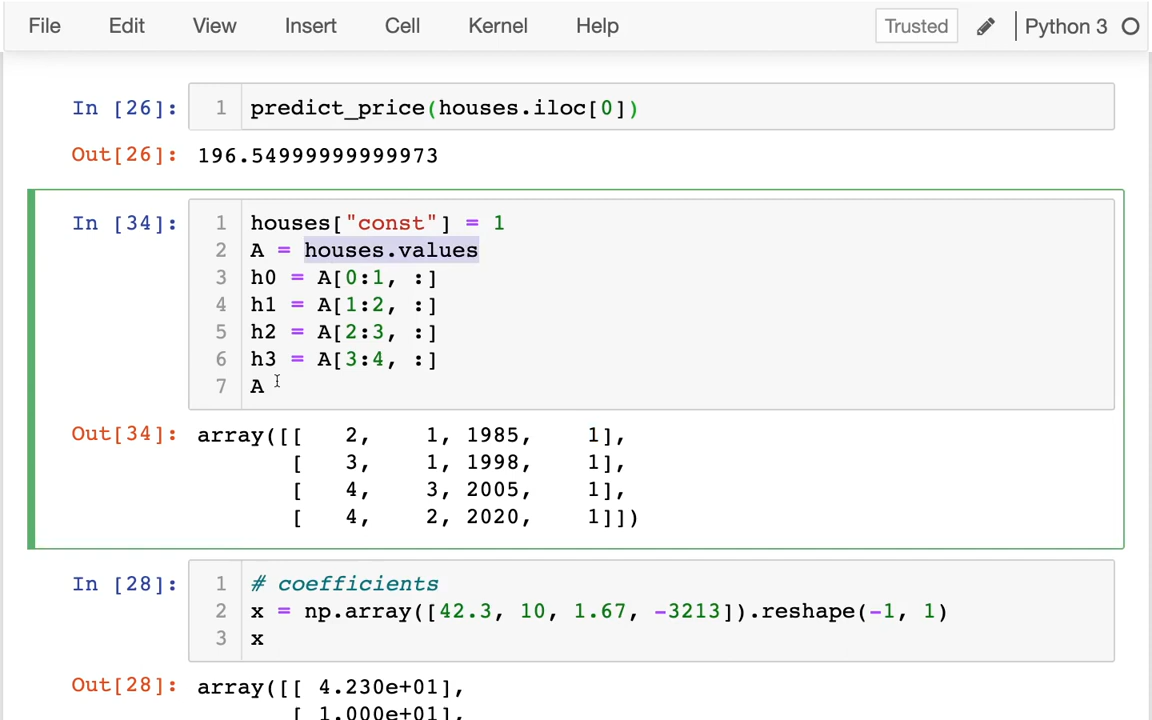 File Edit View Insert Cell Kernel Help Trusted Python 3
In [26]: 1 predict_price(houses.iloc[0])
Out[26]: 196.54999999999973
In [34]: 1 houses["const"] = 1
2 A = houses.values
3 h0 = A[0:1, :]
4 h1 = A[1:2, :]
5 h2 = A[2:3, :]
6 h3 = A[3:4, :]
7 A
Out[34]: array([[   2,    1, 1985,    1],
[   3,    1, 1998,    1],
[   4,    3, 2005,    1],
[   4,    2, 2020,    1]])
In [28]: 1 # coefficients
2 x = np.array([42.3, 10, 1.67, -3213]).reshape(-1, 1)
3 x
Out[28]: array([[ 4.230e+01],
[ 1.000e+01],